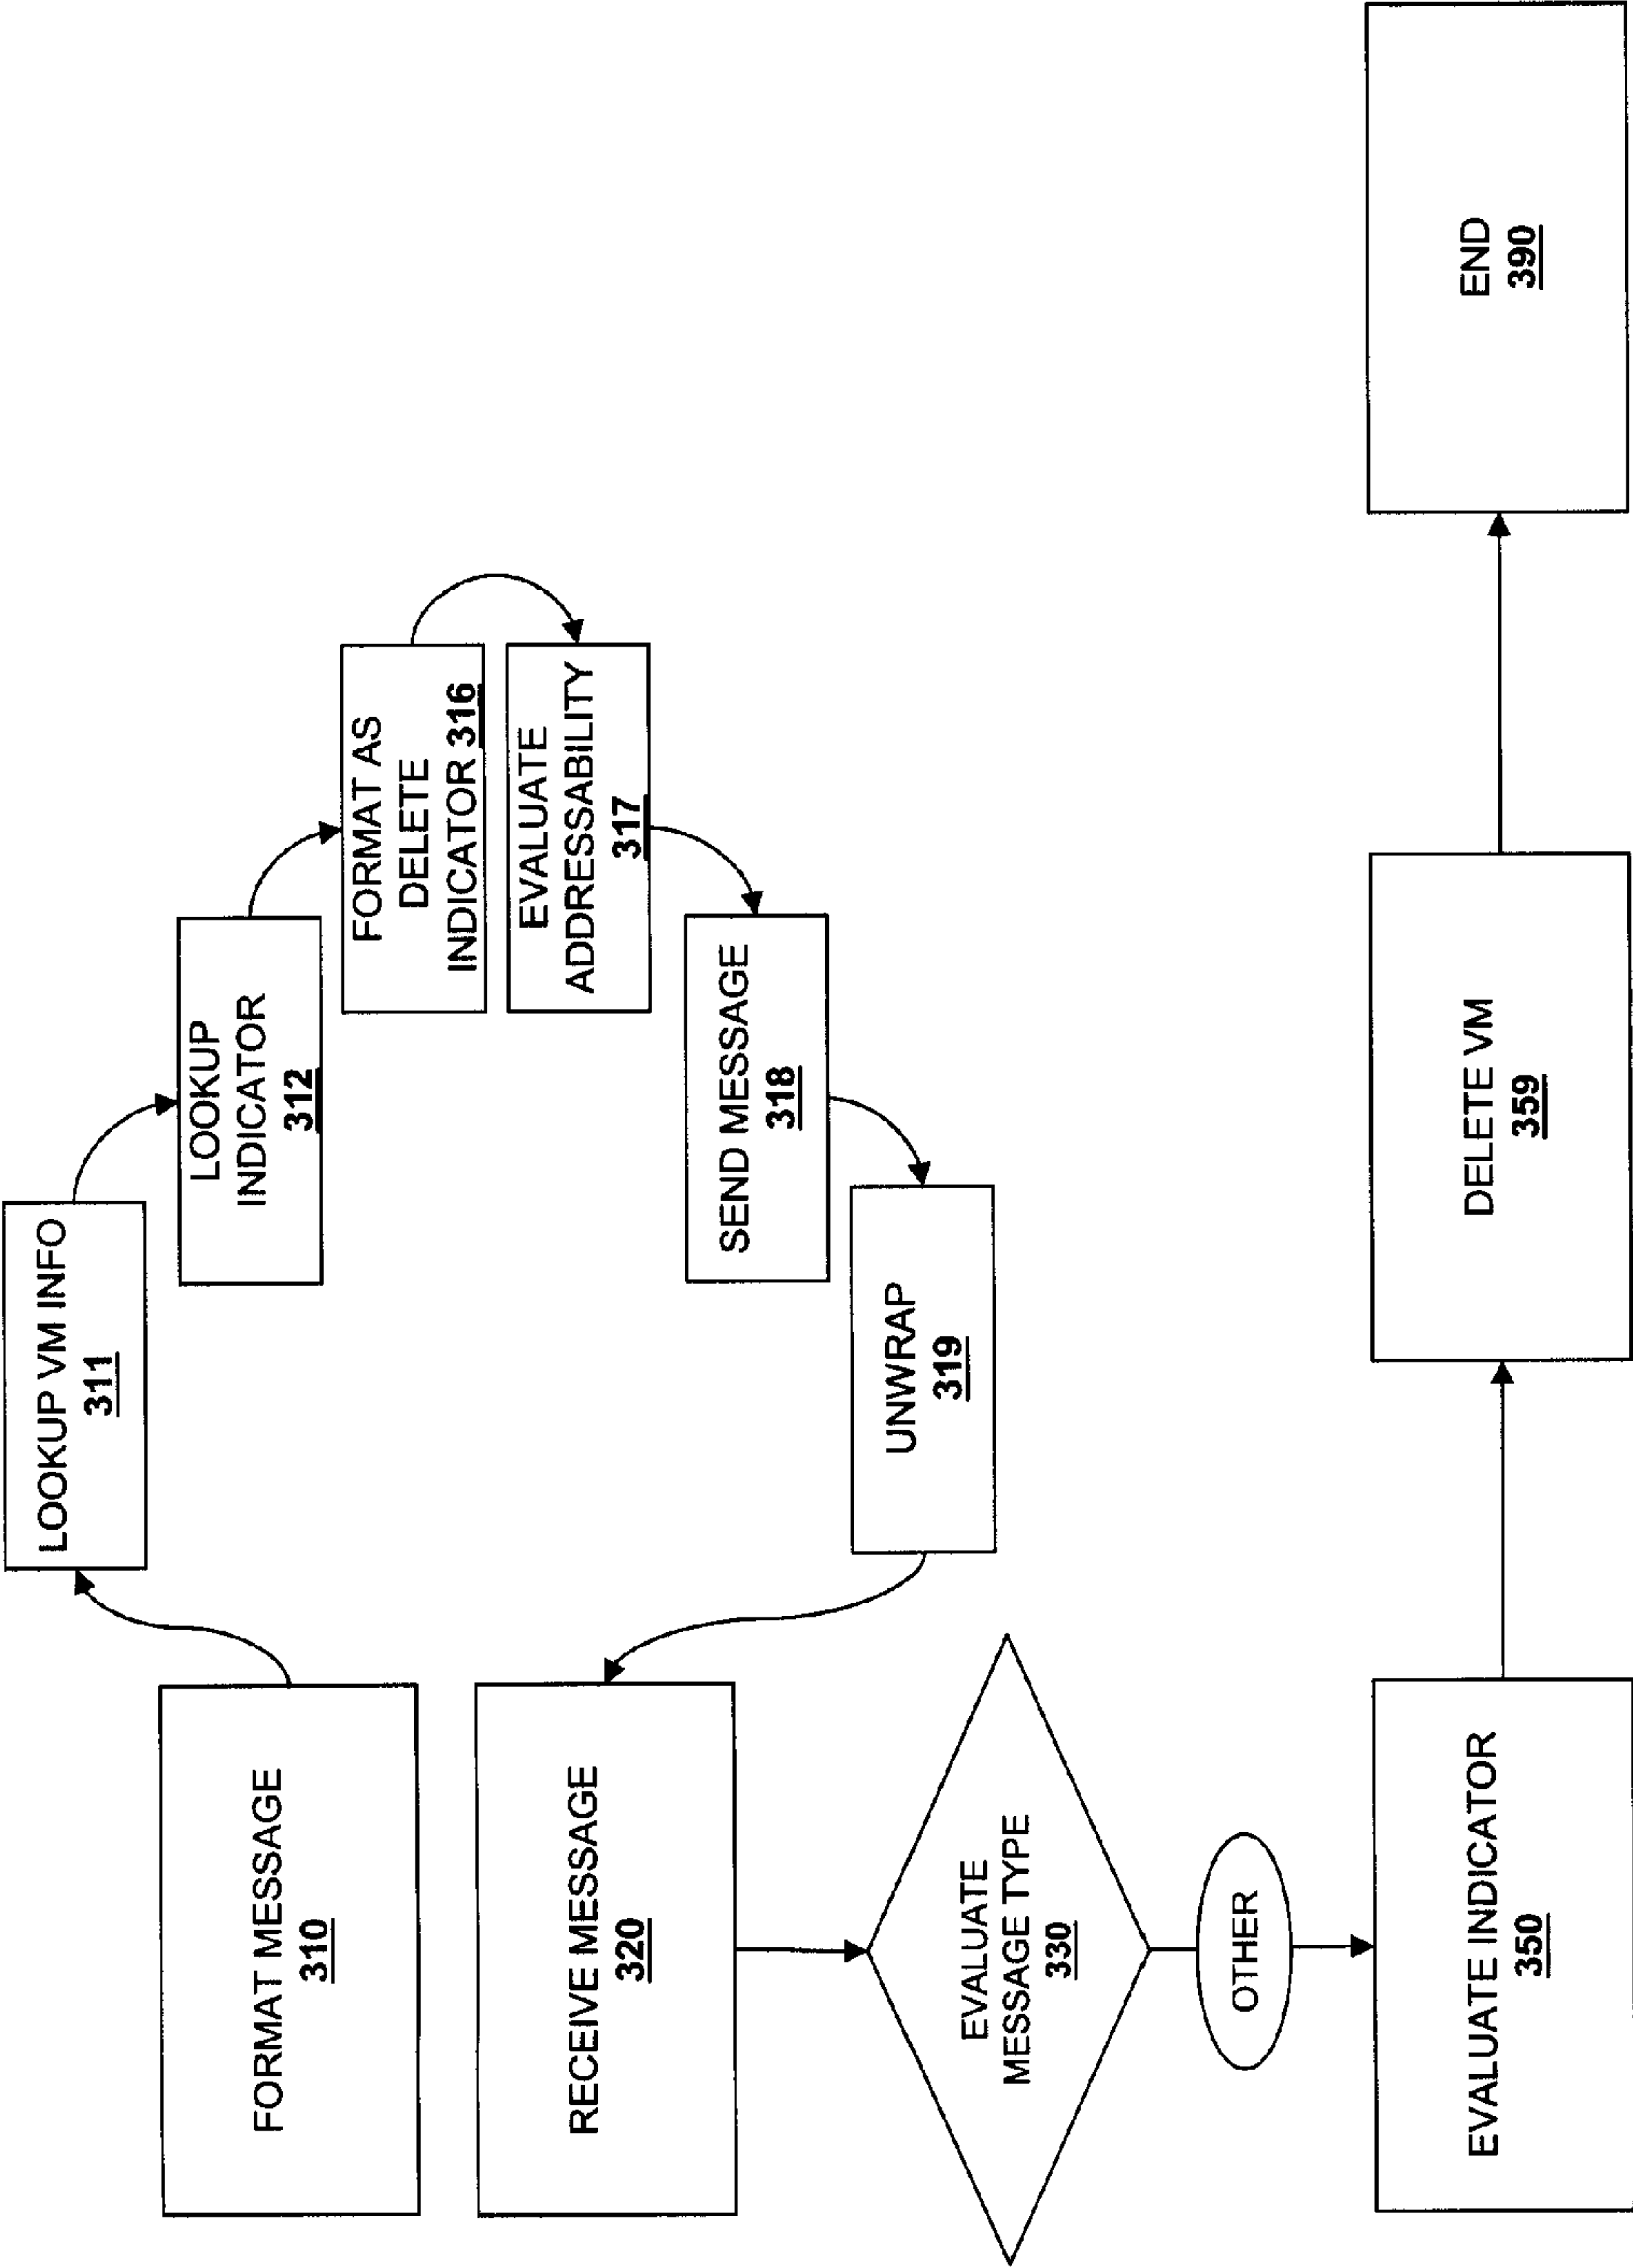 FORMAT MESSAGE
310
LOOKUP VM INFO
311
LOOKUP
INDICATOR
312
FORMAT AS
DELETE
INDICATOR 316
EVALUATE
ADDRESSABILITY
317
SEND MESSAGE
318
UNWRAP
319
RECEIVE MESSAGE
320
EVALUATE
MESSAGE TYPE
330
OTHER
EVALUATE INDICATOR
350
DELETE VM
359
END
390